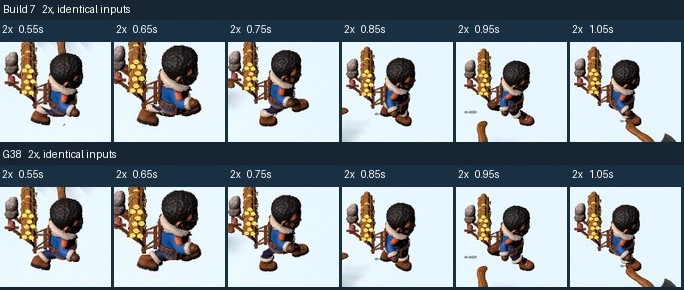 Build 7 2x, identical inputs
2x 0.55s 2x 0.65s 2x 0.75s 2x 0.85s 2x 0.95s 2x 1.05s
G38 2x, identical inputs
2x 0.55s 2x 0.65s 2x 0.75s 2x 0.85s 2x 0.95s 2x 1.05s